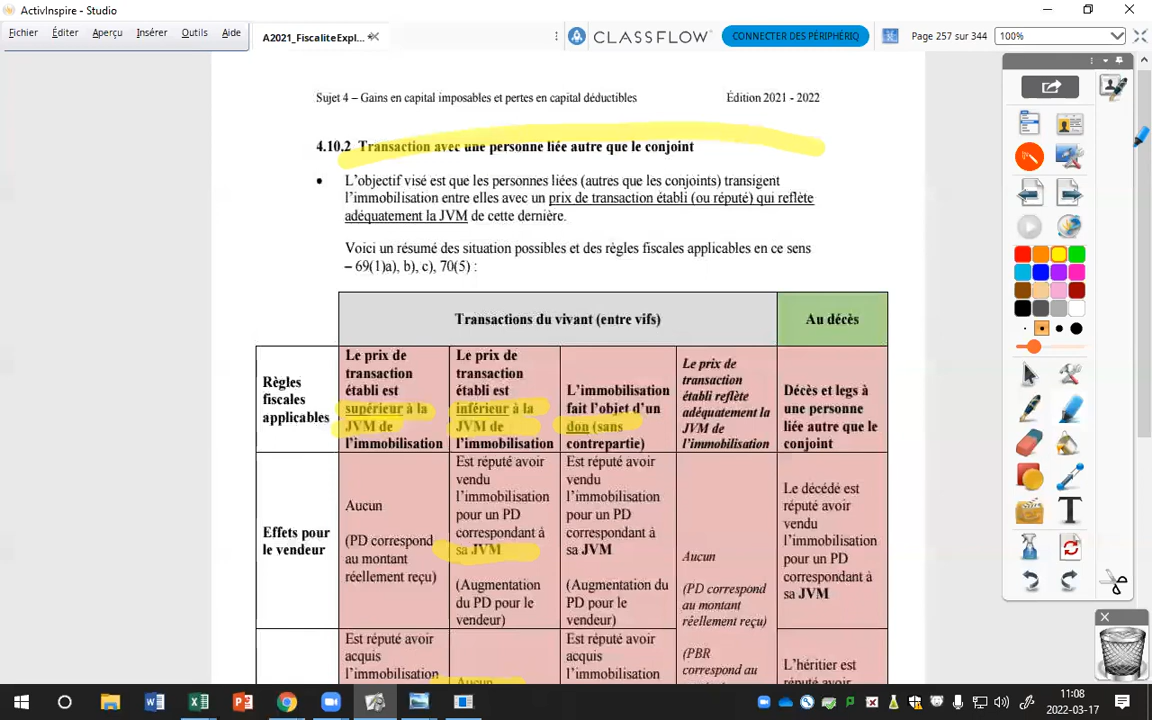 ActivInspire - Studio
Fichier Éditer Aperçu Insérer Outils Aide
A2021_FiscaliteExpl...
CLASSFLOW
CONNECTER DES PÉRIPHÉRIQ
Page 257 sur 344
100%
Sujet 4 – Gains en capital imposables et pertes en capital déductibles
Édition 2021 - 2022
4.10.2 Transaction avec une personne liée autre que le conjoint
• L'objectif visé est que les personnes liées (autres que les conjoints) transigent
l'immobilisation entre elles avec un prix de transaction établi (ou réputé) qui reflète
adéquatement la JVM de cette dernière.
Voici un résumé des situation possibles et des règles fiscales applicables en ce sens
– 69(1)a), b), c), 70(5) :
Transactions du vivant (entre vifs)
Au décès
Règles
fiscales
applicables
Le prix de
transaction
établi est
supérieur à la
JVM de
l'immobilisation
Le prix de
transaction
établi est
inférieur à la
JVM de
l'immobilisation
L'immobilisation
fait l'objet d'un
don (sans
contrepartie)
Le prix de
transaction
établi reflète
adéquatement la
JVM de
l'immobilisation
Décès et legs à
une personne
liée autre que le
conjoint
Effets pour
le vendeur
Aucun
(PD correspond
au montant
réellement reçu)
Est réputé avoir
vendu
l'immobilisation
pour un PD
correspondant à
sa JVM
(Augmentation
du PD pour le
vendeur)
Est réputé avoir
vendu
l'immobilisation
pour un PD
correspondant à
sa JVM
(Augmentation
du PD pour le
vendeur)
Aucun
(PD correspond
au montant
réellement reçu)
(PBR
correspond au
Le décédé est
réputé avoir
vendu
l'immobilisation
pour un PD
correspondant à
sa JVM
Est réputé avoir
acquis
l'immobilisation
Aucun
Est réputé avoir
acquis
l'immobilisation
L'héritier est
réputé avoir
11:08
2022-03-17